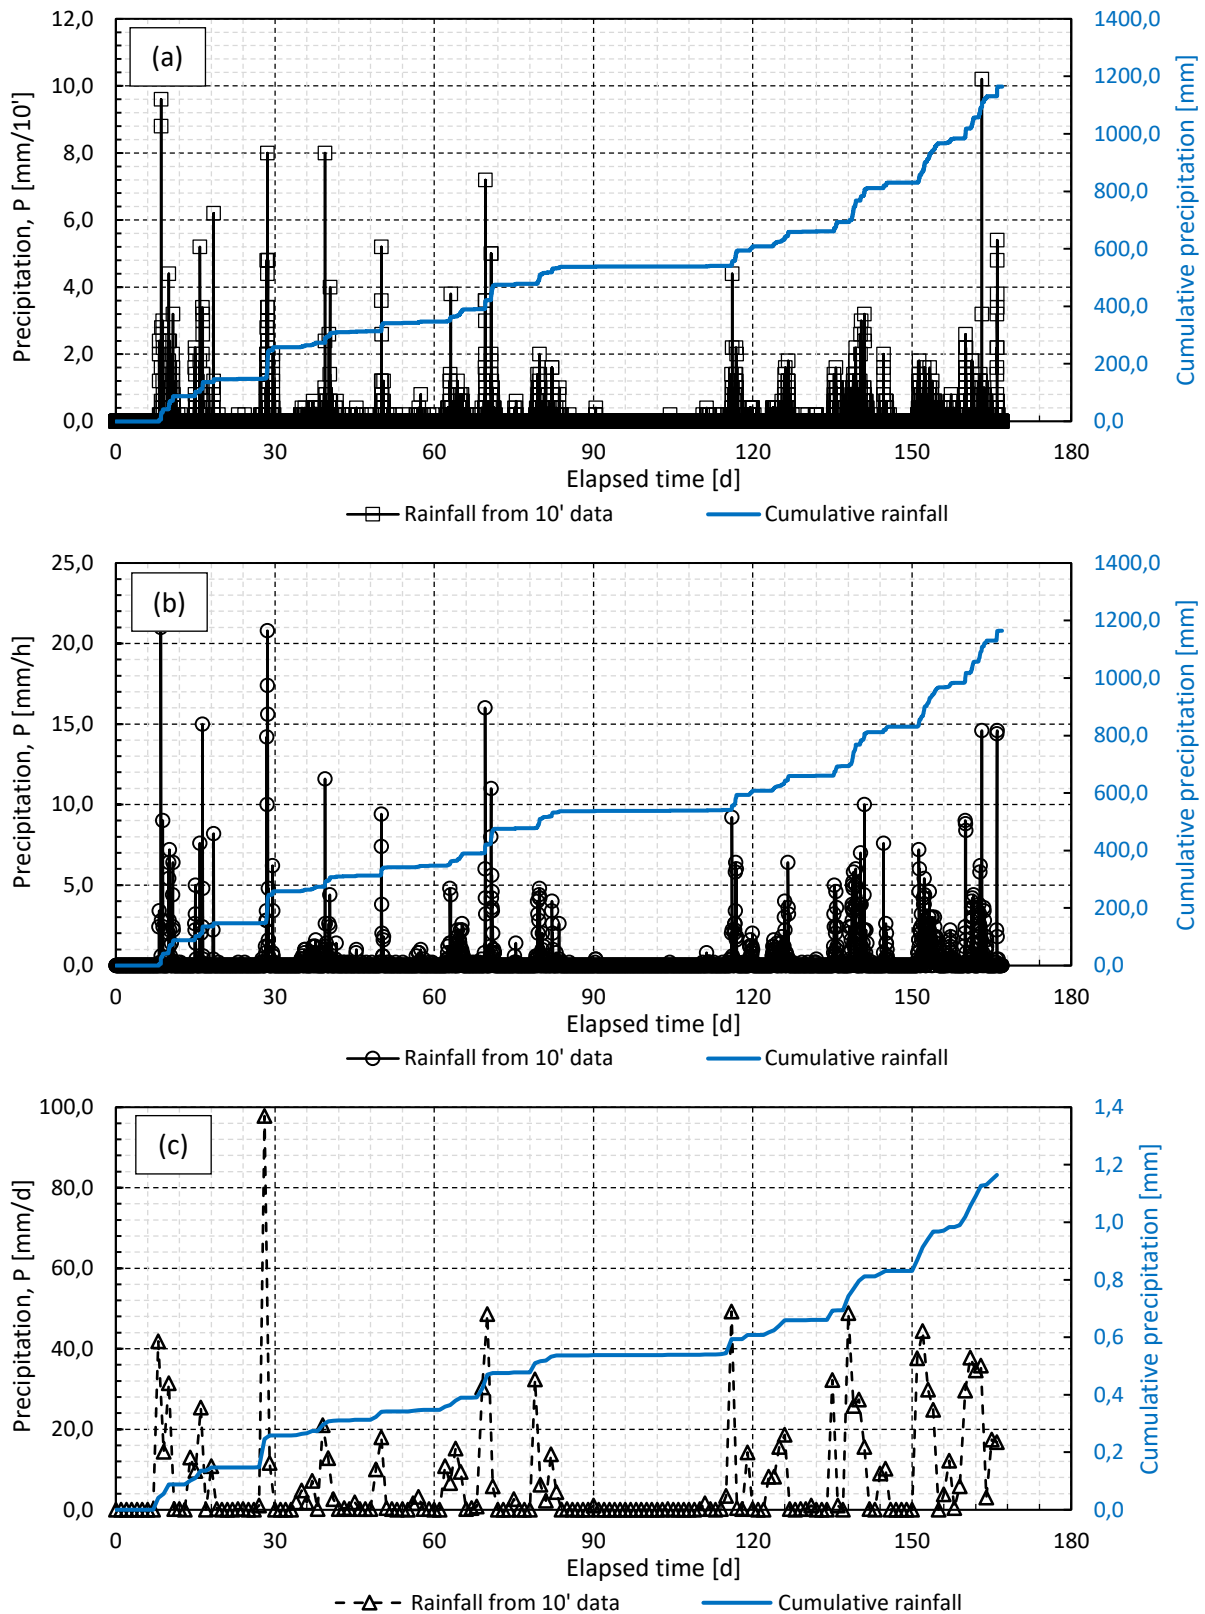 (a)
Precipitation, P [mm/10']
12,0
10,0
8,0
6,0
4,0
2,0
0,0
1400,0
1200,0
1000,0
800,0
600,0
400,0
200,0
0,0
Cumulative precipitation [mm]
0 30 60 90 120 150 180
Elapsed time [d]
Rainfall from 10' data Cumulative rainfall
(b)
Precipitation, P [mm/h]
25,0
20,0
15,0
10,0
5,0
0,0
1400,0
1200,0
1000,0
800,0
600,0
400,0
200,0
0,0
Cumulative precipitation [mm]
0 30 60 90 120 150 180
Elapsed time [d]
Rainfall from 10' data Cumulative rainfall
(c)
Precipitation, P [mm/d]
100,0
80,0
60,0
40,0
20,0
0,0
1,4
1,2
1,0
0,8
0,6
0,4
0,2
0,0
Cumulative precipitation [mm]
0 30 60 90 120 150 180
Elapsed time [d]
Rainfall from 10' data Cumulative rainfall